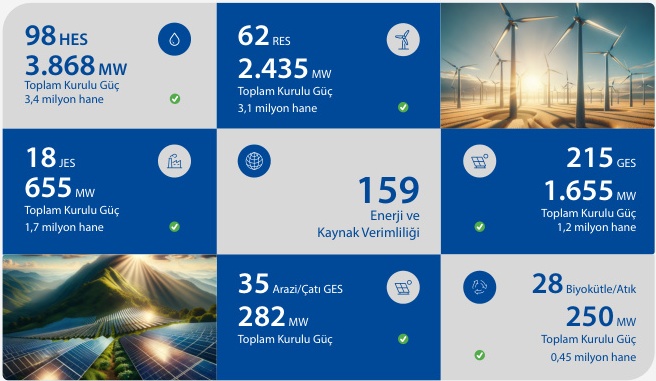 98 HES
3.868 MW
Toplam Kurulu Güç
3,4 milyon hane
62 RES
2.435 MW
Toplam Kurulu Güç
3,1 milyon hane
18 JES
655 MW
Toplam Kurulu Güç
1,7 milyon hane
159
Enerji ve
Kaynak Verimliliği
215 GES
1.655 MW
Toplam Kurulu Güç
1,2 milyon hane
35 Arazi/Çatı GES
282 MW
Toplam Kurulu Güç
28 Biyokütle/Atık
250 MW
Toplam Kurulu Güç
0,45 milyon hane